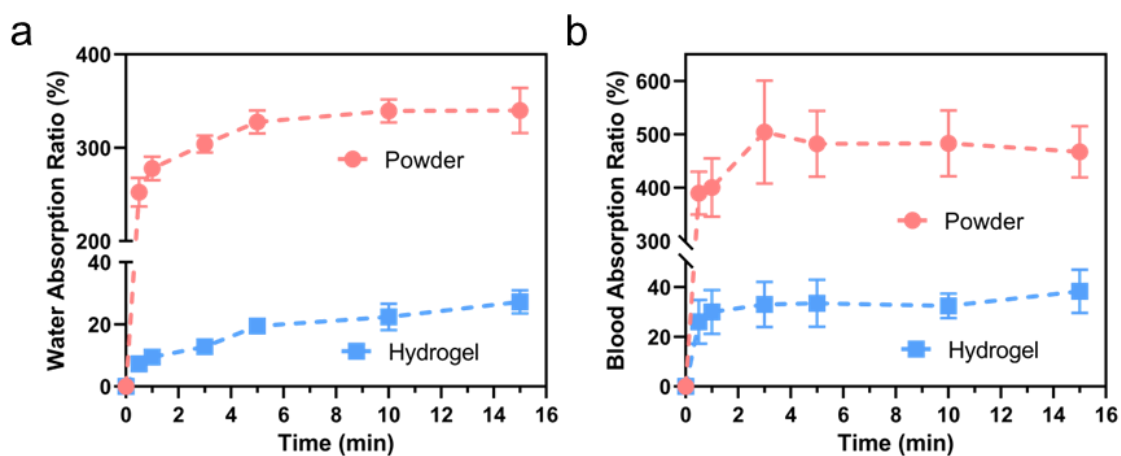 a
Water Absorption Ratio (%)
400
300
200
40
20
0
Powder
Hydrogel
0 2 4 6 8 10 12 14 16
Time (min)
b
Blood Absorption Ratio (%)
600
500
400
300
40
20
0
Powder
Hydrogel
0 2 4 6 8 10 12 14 16
Time (min)